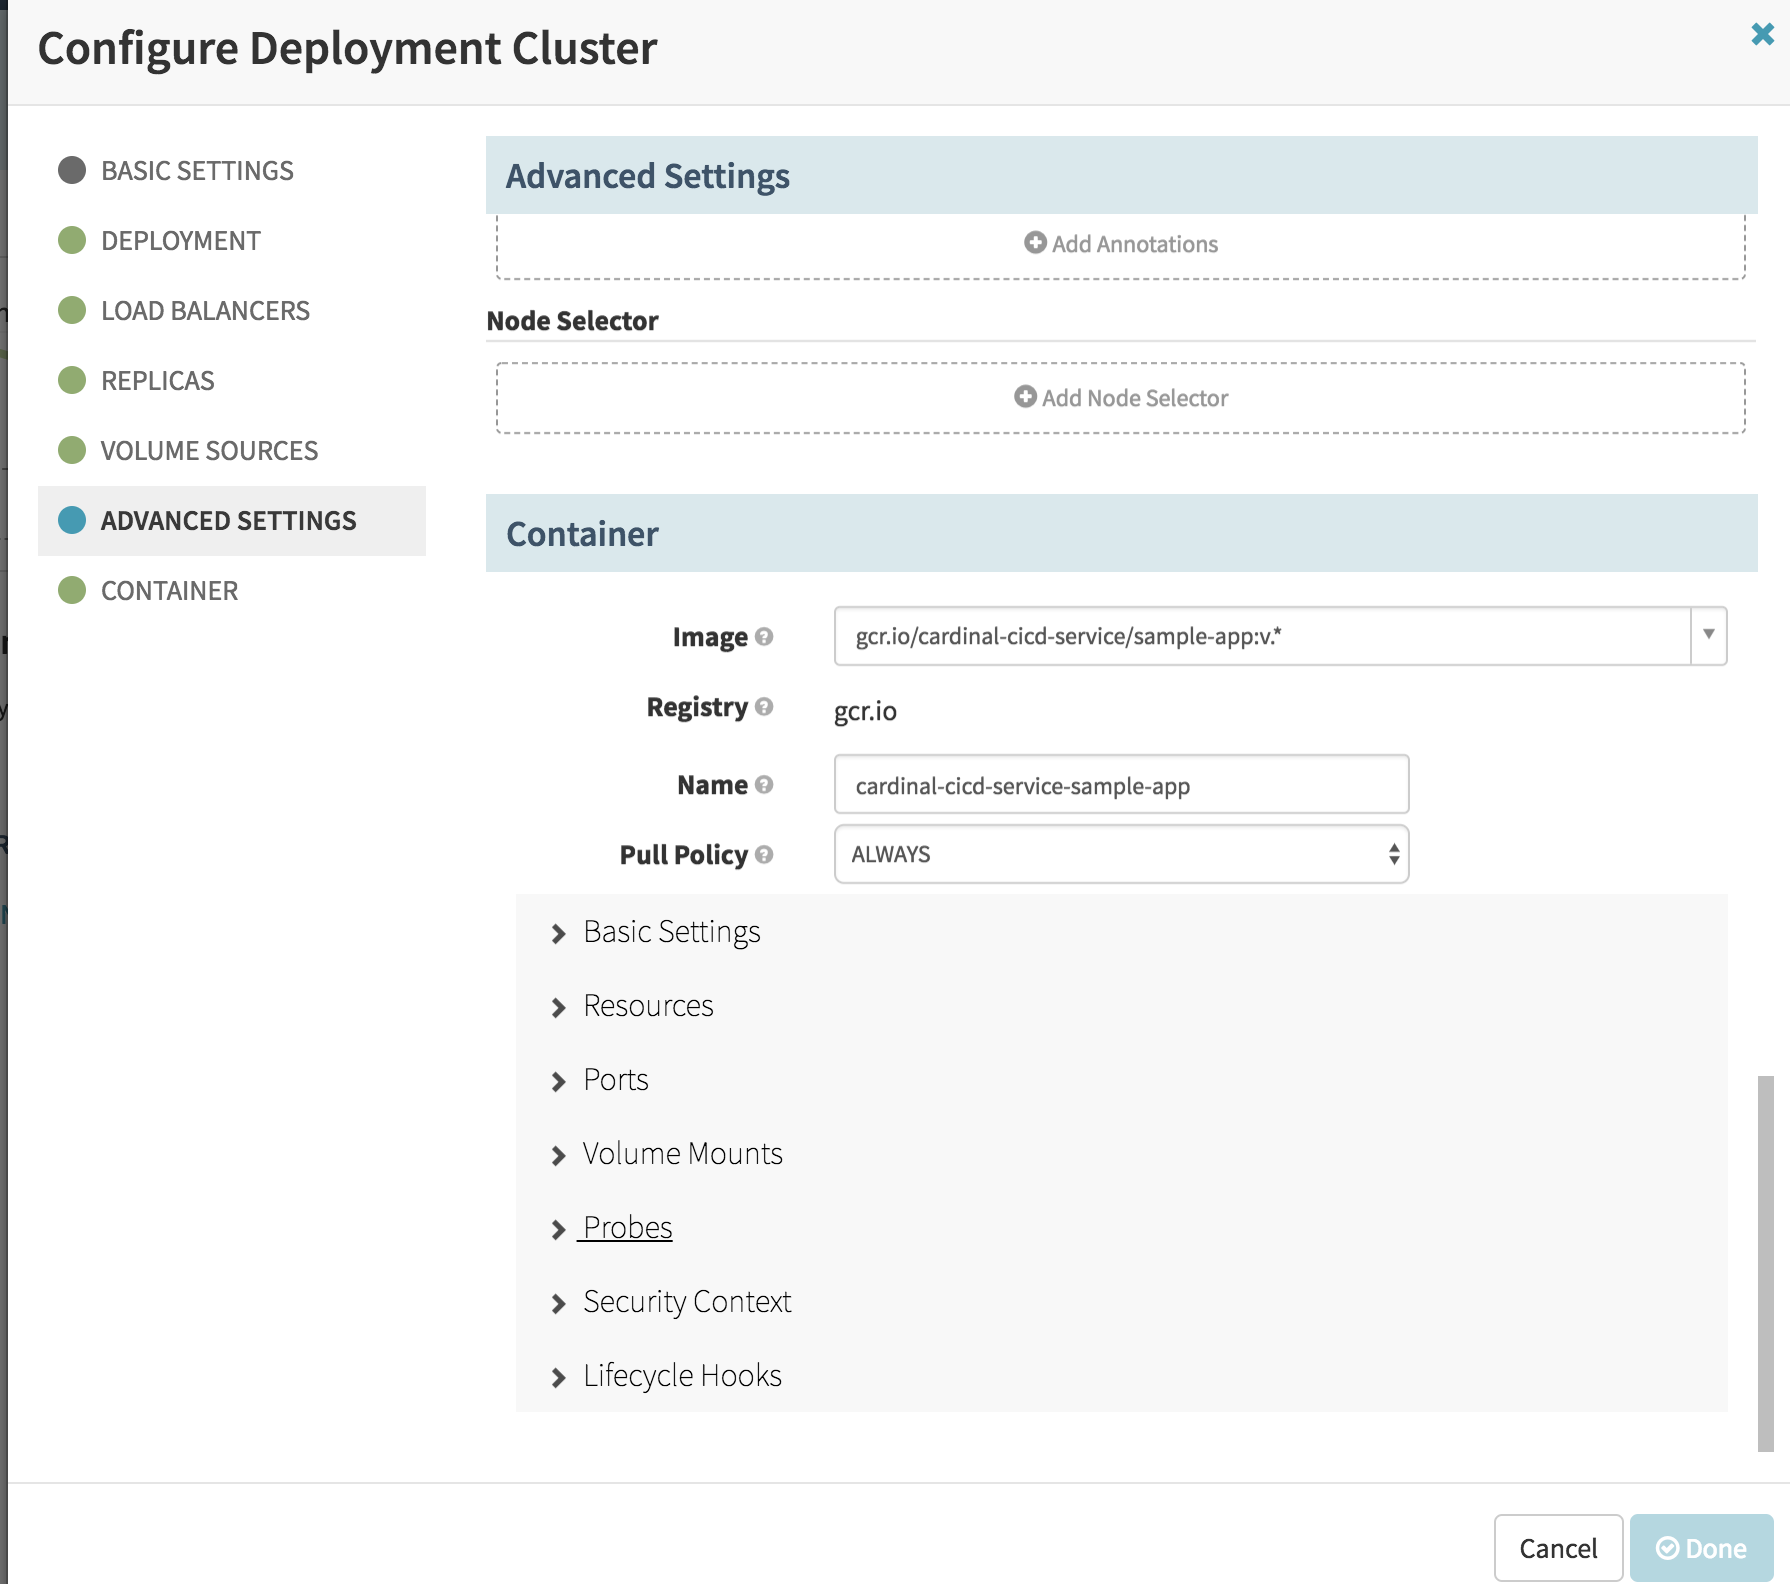 Configure Deployment Cluster
BASIC SETTINGS
DEPLOYMENT
LOAD BALANCERS
REPLICAS
VOLUME SOURCES
ADVANCED SETTINGS
CONTAINER
Advanced Settings
Add Annotations
Node Selector
Add Node Selector
Container
Image
gcr.io/cardinal-cicd-service/sample-app:v.*
Registry
gcr.io
Name
cardinal-cicd-service-sample-app
Pull Policy
ALWAYS
Basic Settings
Resources
Ports
Volume Mounts
Probes
Security Context
Lifecycle Hooks
Cancel
Done